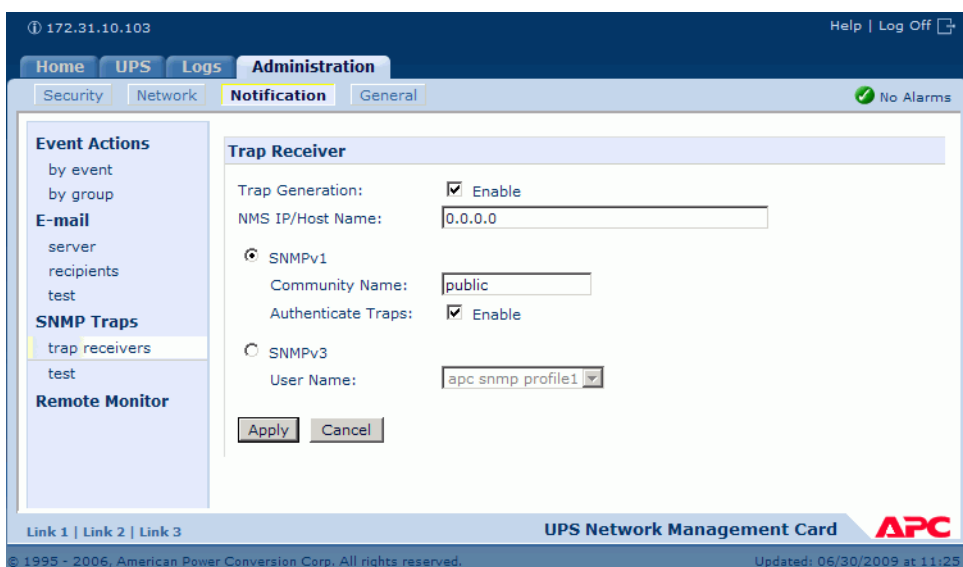 172.31.10.103
Help | Log Off
Home UPS Logs Administration
Security Network Notification General
No Alarms
Event Actions
by event
by group
E-mail
server
recipients
test
SNMP Traps
trap receivers
test
Remote Monitor
Trap Receiver
Trap Generation: Enable
NMS IP/Host Name: 0.0.0.0
SNMPv1
Community Name: public
Authenticate Traps: Enable
SNMPv3
User Name: apc snmp profile1
Apply Cancel
Link 1 | Link 2 | Link 3
UPS Network Management Card
APC
© 1995 - 2006, American Power Conversion Corp. All rights reserved.
Updated: 06/30/2009 at 11:25